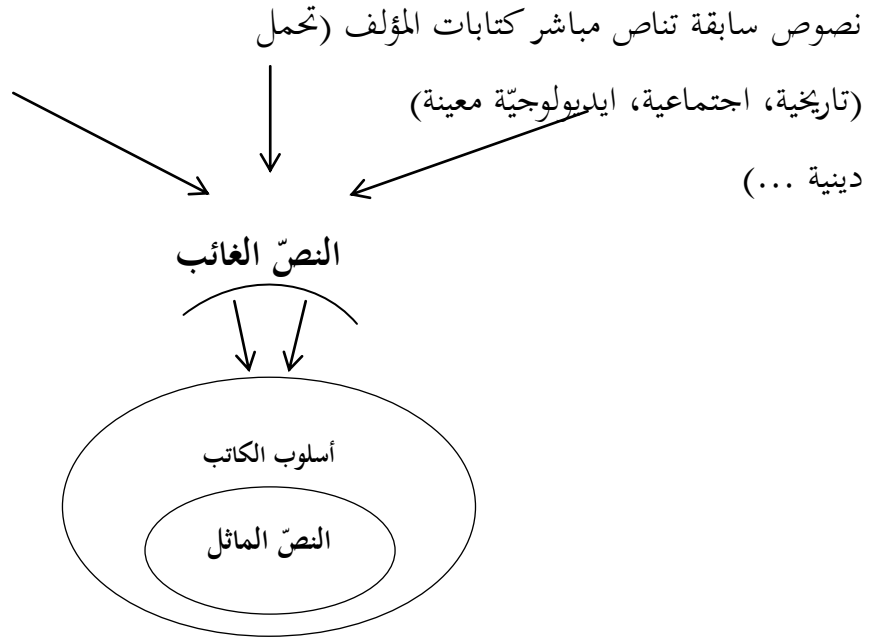 نصوص سابقة تناص مباشر كتابات المؤلف (تحمل
(تاريخية، اجتماعية، ايديولوجيّة معينة)
دينية ...)
النصّ الغائب
أسلوب الكاتب
النصّ الماثل